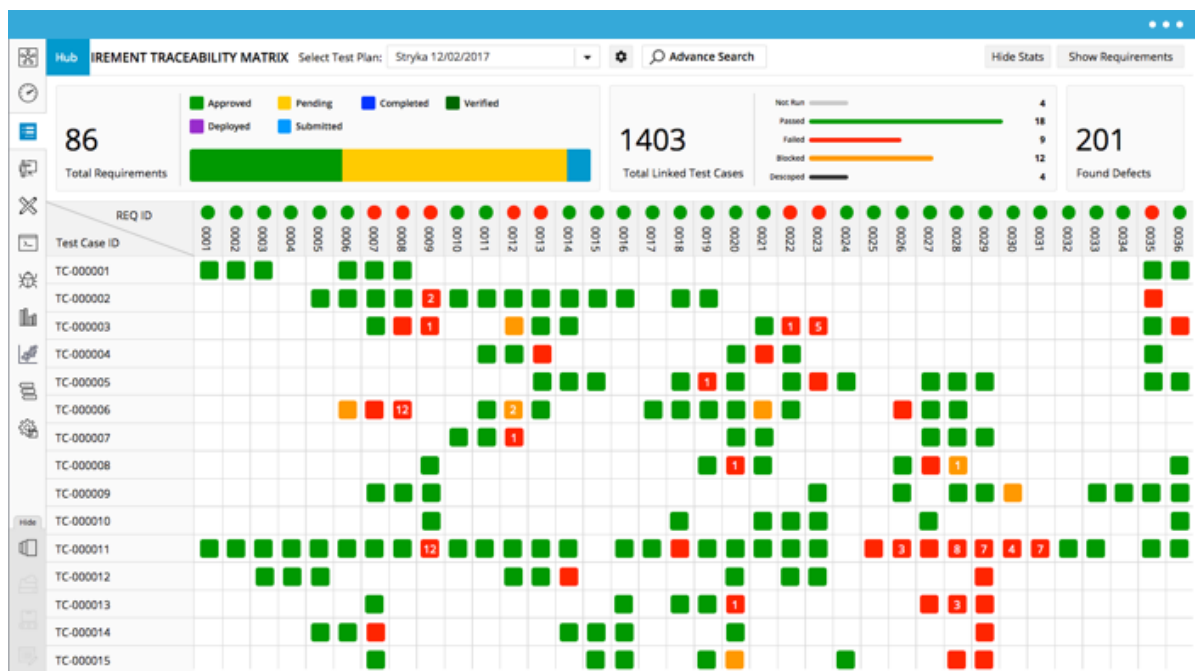 Hub IREMENT TRACEABILITY MATRIX Select Test Plan: Stryka 12/02/2017 Advance Search Hide Stats Show Requirements
86
Total Requirements
Approved Pending Completed Verified
Deployed Submitted
1403
Total Linked Test Cases
Not Run 4
Passed 18
Failed 9
Blocked 12
Descoped 4
201
Found Defects
REQ ID
Test Case ID
0001 0002 0003 0004 0005 0006 0007 0008 0009 0010 0011 0012 0013 0014 0015 0016 0017 0018 0019 0020 0021 0022 0023 0024 0025 0026 0027 0028 0029 0030 0031 0032 0033 0034 0035 0036
TC-000001
TC-000002 2
TC-000003 1 1 5
TC-000004
TC-000005 1
TC-000006 12 2
TC-000007 1
TC-000008 1 1
TC-000009
TC-000010
Hide
TC-000011 12 3 8 7 4 7
TC-000012
TC-000013 1 3
TC-000014
TC-000015